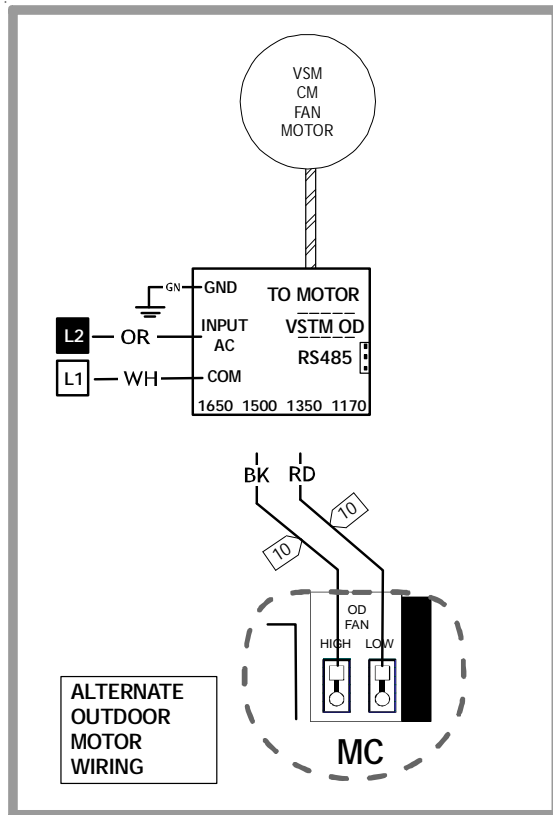 VSM
CM
FAN
MOTOR
GN
GND
TO MOTOR
L2
OR
INPUT
AC
VSTM OD
RS485
L1
WH
COM
1650 1500 1350 1170
BK
RD
10
10
OD
FAN
HIGH
LOW
ALTERNATE
OUTDOOR
MOTOR
WIRING
MC